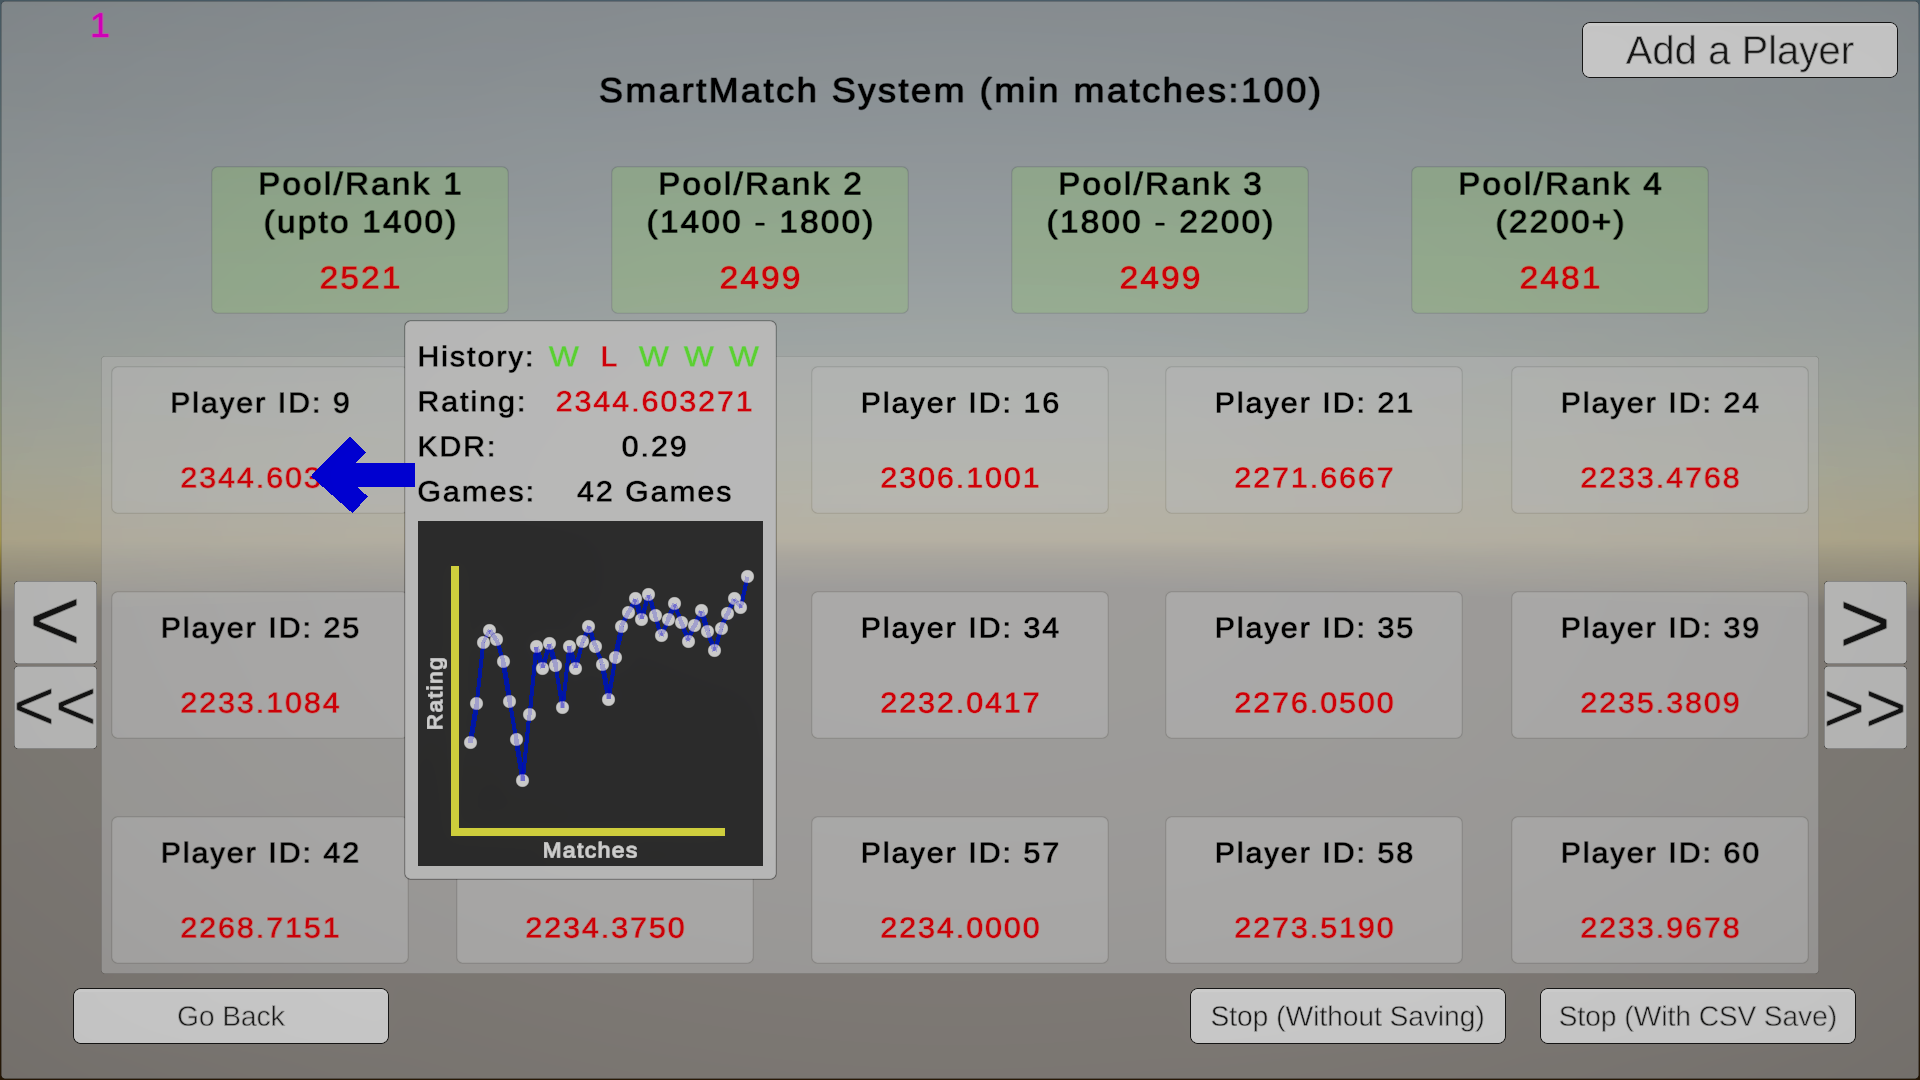 1
Add a Player
SmartMatch System (min matches:100)
Pool/Rank 1
(upto 1400)
2521
Pool/Rank 2
(1400 - 1800)
2499
Pool/Rank 3
(1800 - 2200)
2499
Pool/Rank 4
(2200+)
2481
History: W L W W W
Rating: 2344.603271
KDR: 0.29
Games: 42 Games
Rating
Matches
Player ID: 9
2344.603
Player ID: 16
2306.1001
Player ID: 21
2271.6667
Player ID: 24
2233.4768
<
<<
Player ID: 25
2233.1084
Player ID: 34
2232.0417
Player ID: 35
2276.0500
Player ID: 39
2235.3809
>
>>
Player ID: 42
2268.7151
2234.3750
Player ID: 57
2234.0000
Player ID: 58
2273.5190
Player ID: 60
2233.9678
Go Back
Stop (Without Saving)
Stop (With CSV Save)